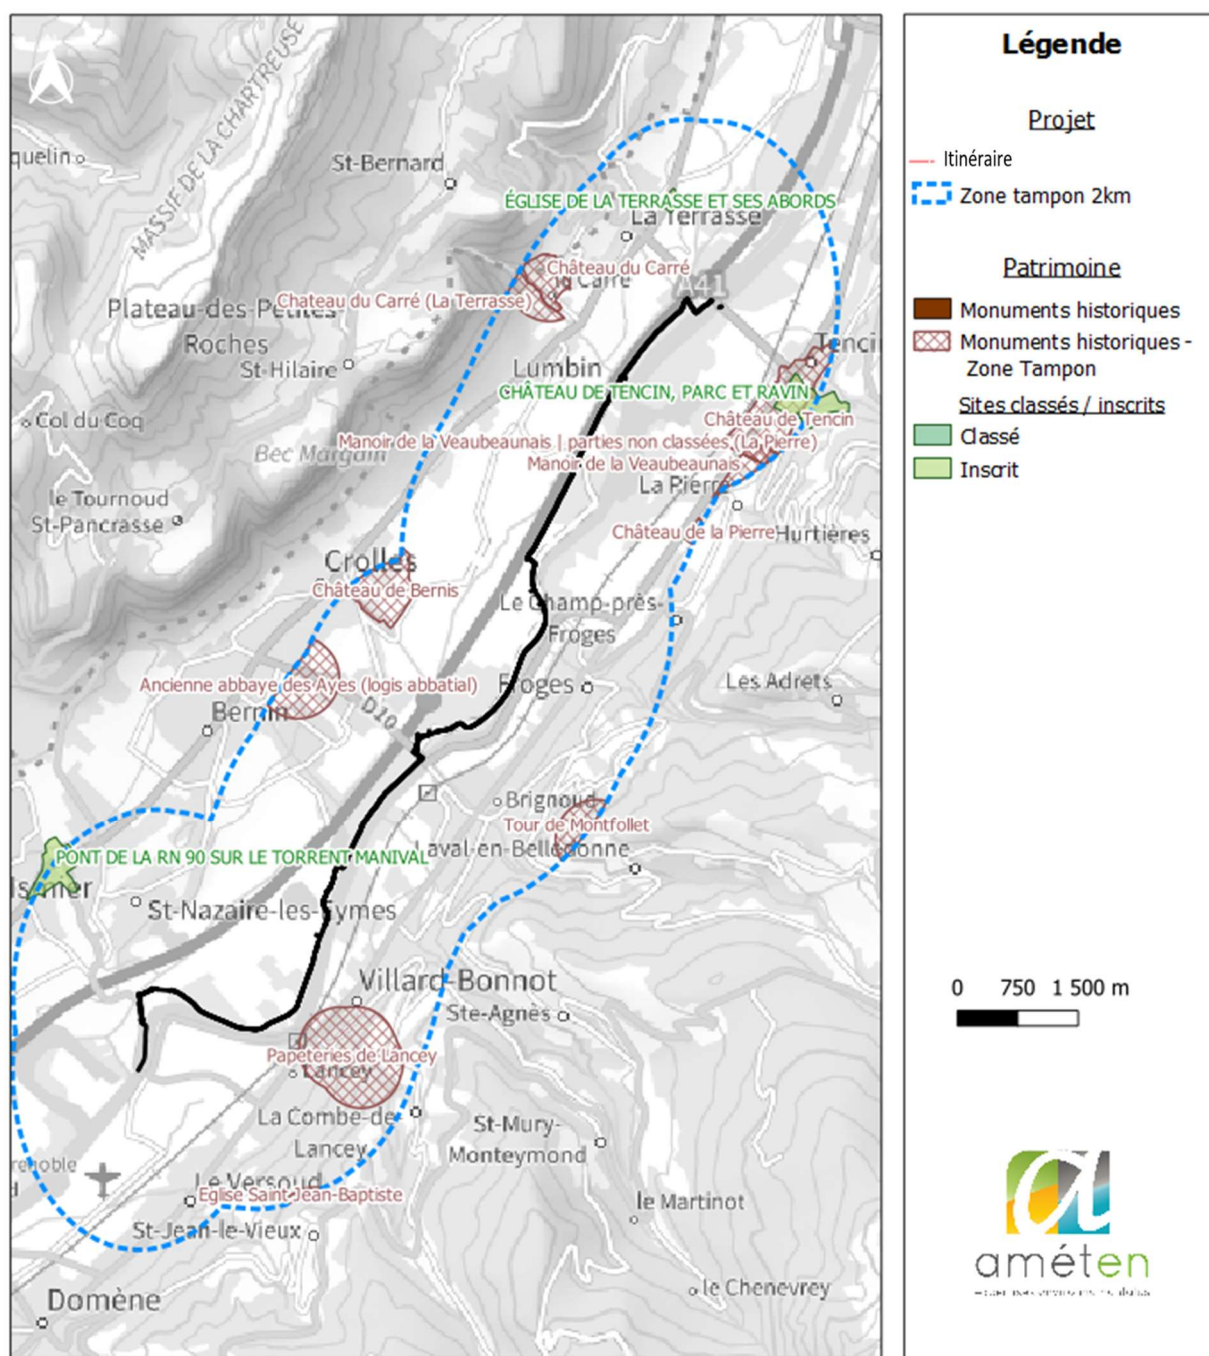 MASSIF DE LA CHARTREUSE
quelin
St-Bernard
ÉGLISE DE LA TERRASSE ET SES ABORDS
La Terrasse
Château du Carré
le Carré
A41
Chateau du Carré (La Terrasse)
Plateau-des-Petites-
Roches
St-Hilaire
Lumbin
Tencin
CHÂTEAU DE TENCIN, PARC ET RAVIN
Château de Tencin
Col du Coq
Manoir de la Veaubeaunais | parties non classées (La Pierre)
Bec Margain
Manoir de la Veaubeaunais
La Pierre
le Tournoud
St-Pancrasse
Château de la Pierre
Hurtières
Crolles
Château de Bernis
Le Champ-près-
Froges
Ancienne abbaye des Ayes (logis abbatial)
Froges
Les Adrets
Bernin
D10
Brignoud
Tour de Montfollet
Laval-en-Belledonne
PONT DE LA RN 90 SUR LE TORRENT MANIVAL
St-Nazaire-les-Eymes
Villard-Bonnot
Ste-Agnès
Papeteries de Lancey
Lancey
La Combe-de-
Lancey
St-Mury-
Monteymond
renoble
Le Versoud
Eglise Saint-Jean-Baptiste
St-Jean-le-Vieux
le Martinot
le Chenevrey
Domène
Légende
Projet
Itinéraire
Zone tampon 2km
Patrimoine
Monuments historiques
Monuments historiques -
Zone Tampon
Sites classés / inscrits
Classé
Inscrit
0 750 1 500 m
améten